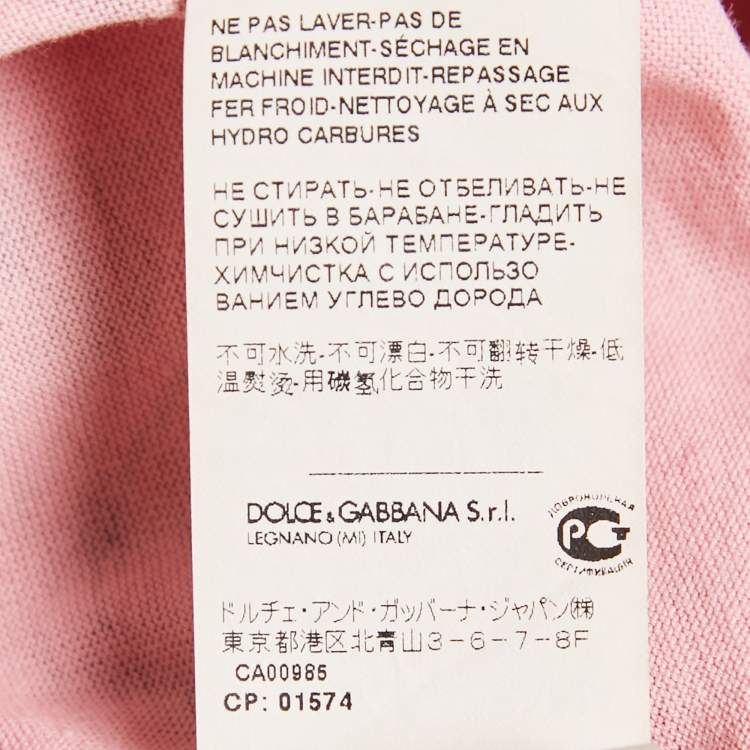 NE PAS LAVER-PAS DE
BLANCHIMENT-SÉCHAGE EN
MACHINE INTERDIT-REPASSAGE
FER FROID-NETTOYAGE À SEC AUX
HYDRO CARBURES
НЕ СТИРАТЬ-НЕ ОТБЕЛИВАТЬ-НЕ
СУШИТЬ В БАРАБАНЕ-ГЛАДИТЬ
ПРИ НИЗКОЙ ТЕМПЕРАТУРЕ-
ХИМЧИСТКА С ИСПОЛЬЗО
ВАНИЕМ УГЛЕВО ДОРОДА
不可水洗-不可漂白-不可翻转干燥-低
温熨烫-用碳氢化合物干洗
DOLCE & GABBANA S.r.l.
LEGNANO (MI) ITALY
ДОБРОВОЛЬНАЯ
РСТ
СЕРТИФИКАЦИЯ
ドルチェ・アンド・ガッバーナ・ジャパン㈱
東京都港区北青山3-6-7-8F
CA00985
CP: 01574